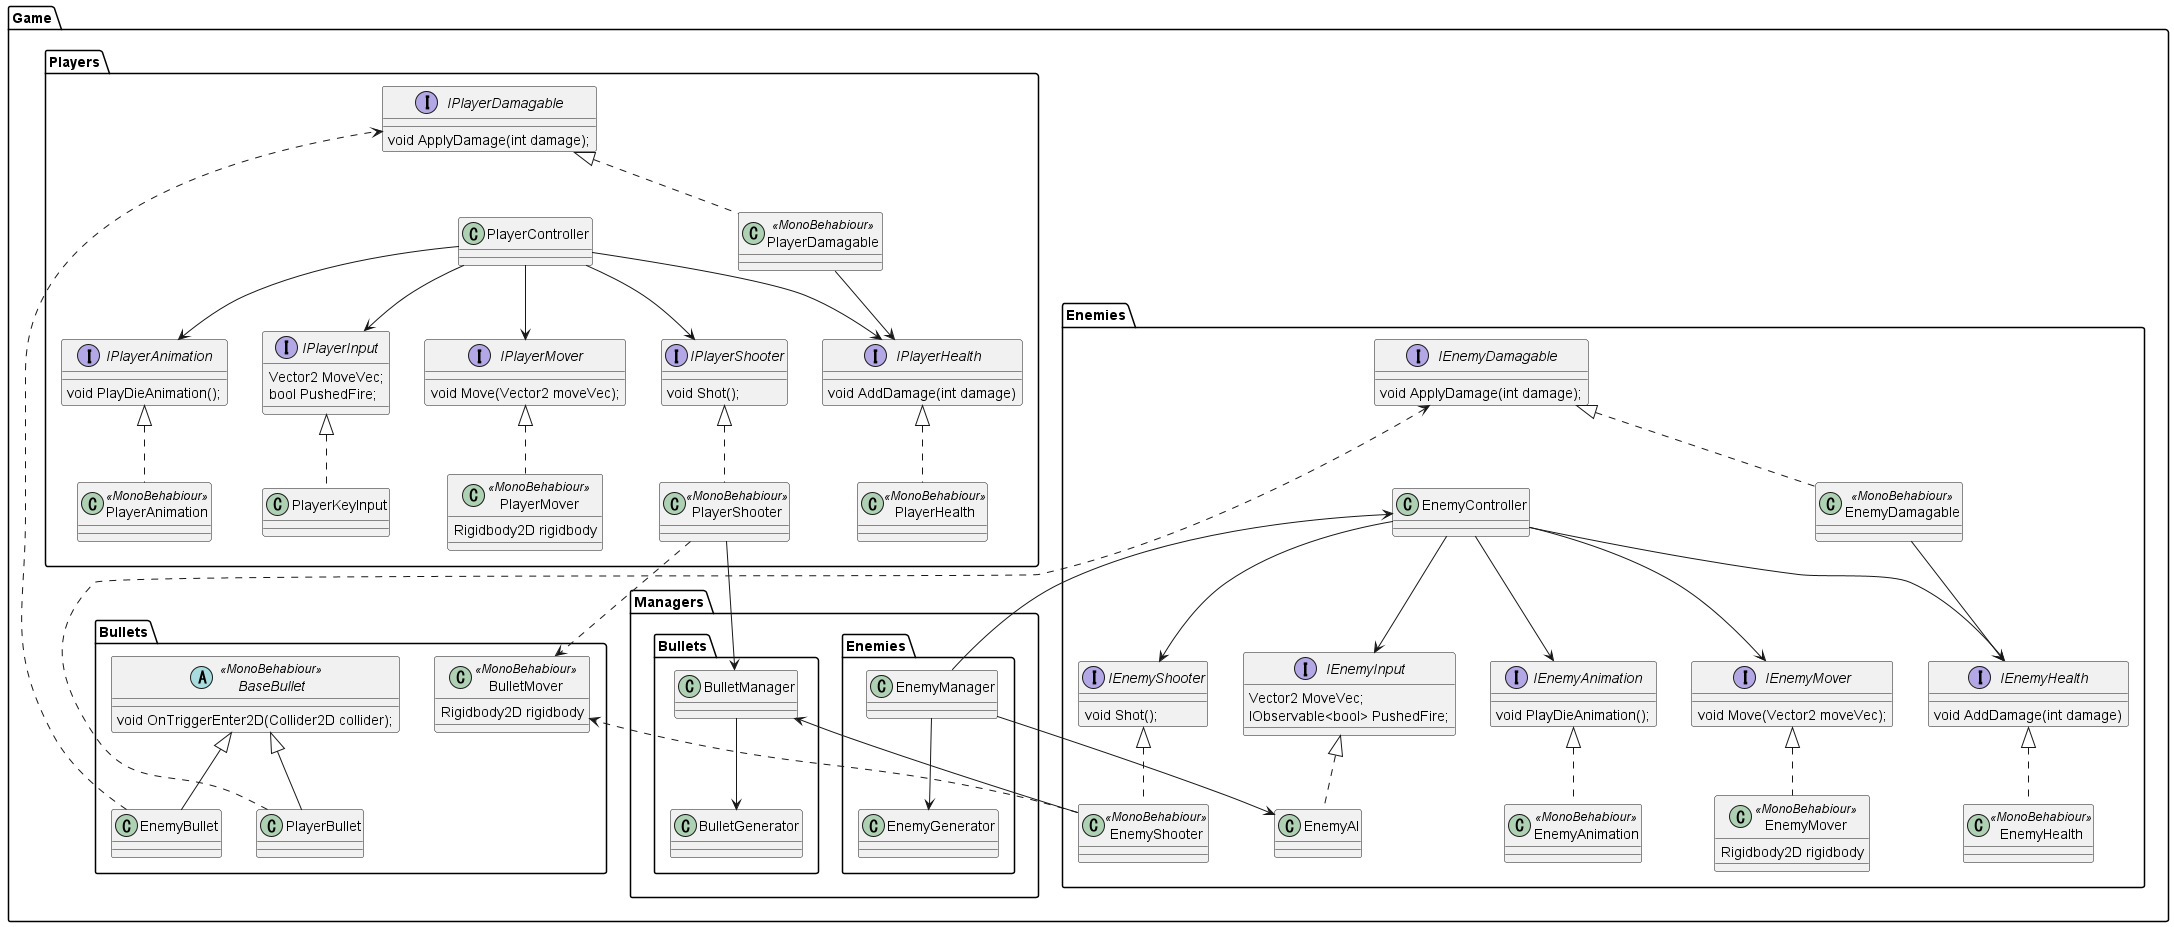 Game
Players
I IPlayerDamagable
void ApplyDamage(int damage);
C PlayerController
«MonoBehabiour»
C PlayerDamagable
I IPlayerAnimation
void PlayDieAnimation();
I IPlayerInput
Vector2 MoveVec;
bool PushedFire;
I IPlayerMover
void Move(Vector2 moveVec);
I IPlayerShooter
void Shot();
I IPlayerHealth
void AddDamage(int damage)
«MonoBehabiour»
C PlayerAnimation
C PlayerKeyInput
«MonoBehabiour»
C PlayerMover
Rigidbody2D rigidbody
«MonoBehabiour»
C PlayerShooter
«MonoBehabiour»
C PlayerHealth
Enemies
I IEnemyDamagable
void ApplyDamage(int damage);
C EnemyController
«MonoBehabiour»
C EnemyDamagable
I IEnemyShooter
void Shot();
I IEnemyInput
Vector2 MoveVec;
IObservable<bool> PushedFire;
I IEnemyAnimation
void PlayDieAnimation();
I IEnemyMover
void Move(Vector2 moveVec);
I IEnemyHealth
void AddDamage(int damage)
«MonoBehabiour»
C EnemyShooter
C EnemyAI
«MonoBehabiour»
C EnemyAnimation
«MonoBehabiour»
C EnemyMover
Rigidbody2D rigidbody
«MonoBehabiour»
C EnemyHealth
Bullets
«MonoBehabiour»
A BaseBullet
void OnTriggerEnter2D(Collider2D collider);
«MonoBehabiour»
C BulletMover
Rigidbody2D rigidbody
C EnemyBullet
C PlayerBullet
Managers
Bullets
C BulletManager
C BulletGenerator
Enemies
C EnemyManager
C EnemyGenerator